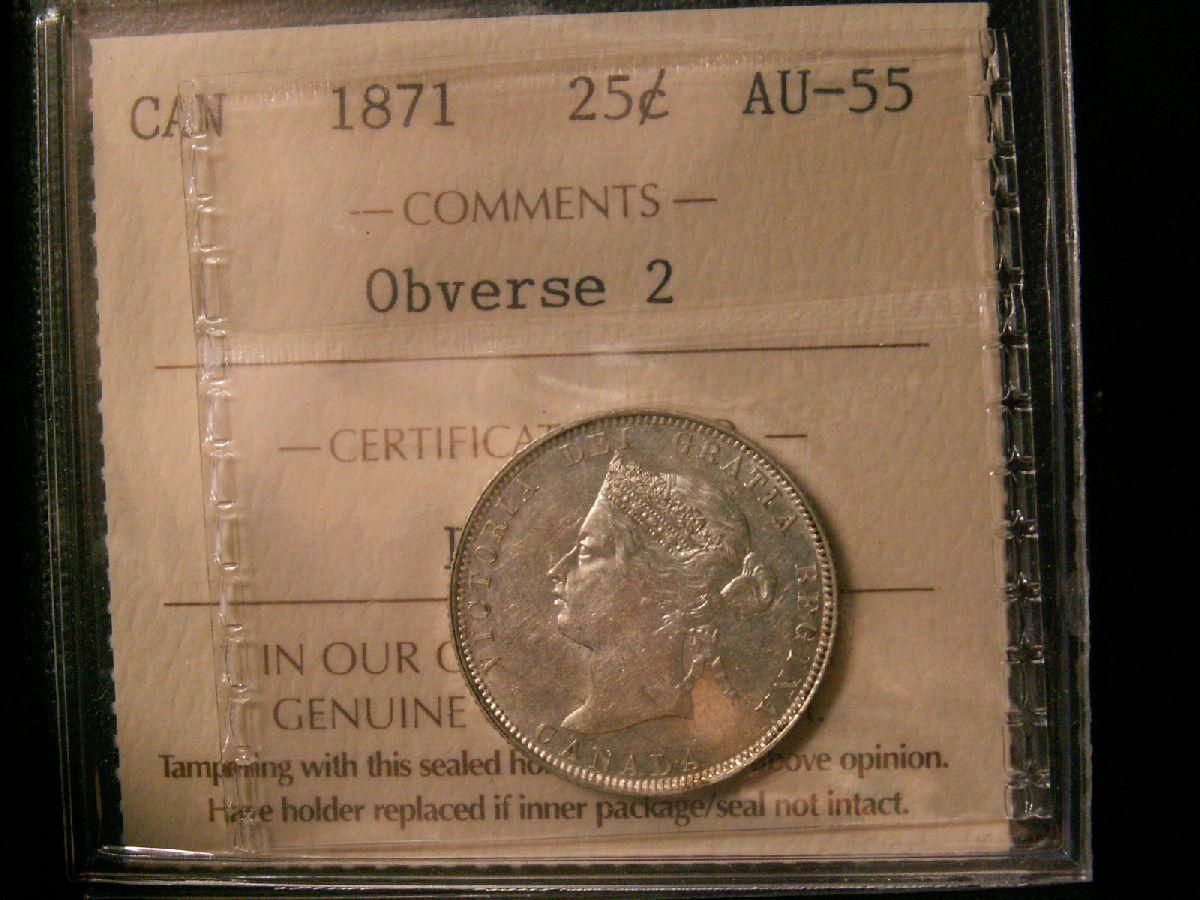 CAN 1871 25¢ AU-55
— COMMENTS —
Obverse 2
— CERTIFICAT —
IN OUR
GENUINE
Tampering with this sealed above opinion.
Have holder replaced if inner package/seal not intact.
VICTORIA DEI GRATIA REGINA
CANADA